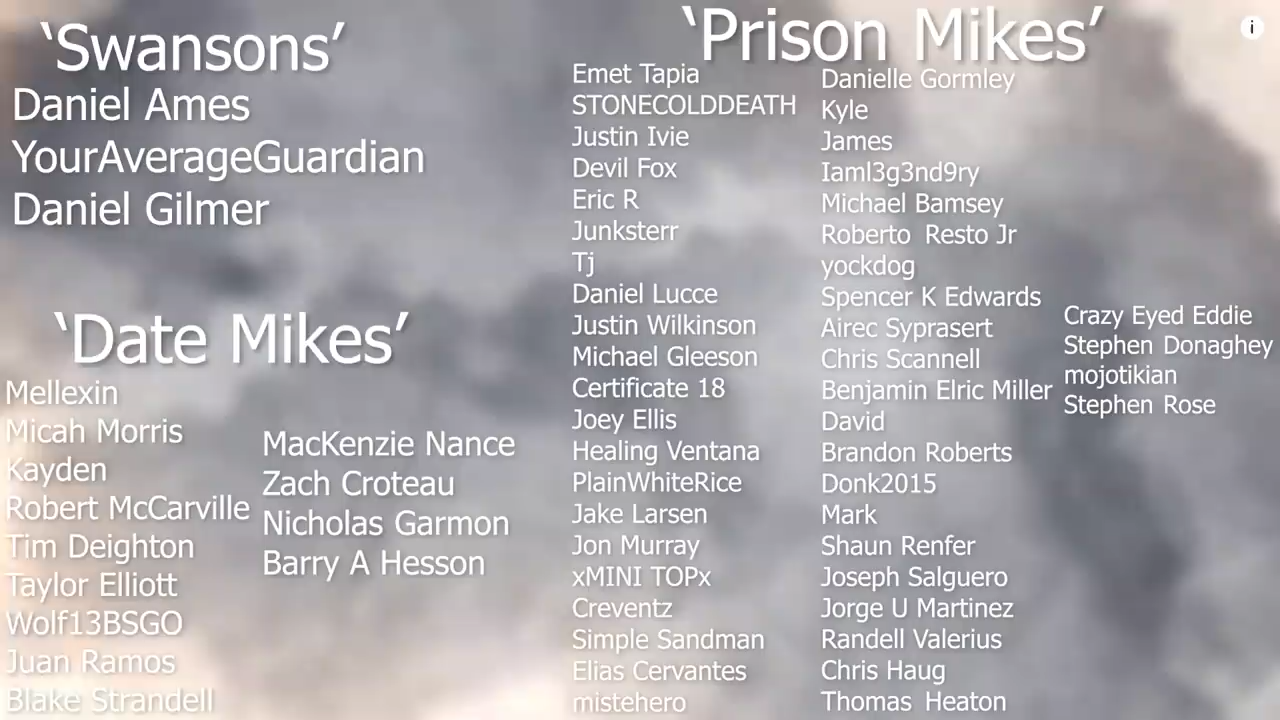 ‘Swansons’
Daniel Ames
YourAverageGuardian
Daniel Gilmer
‘Date Mikes’
Mellexin
Micah Morris
Kayden
Robert McCarville
Tim Deighton
Taylor Elliott
Wolf13BSGO
Juan Ramos
Blake Strandell
MacKenzie Nance
Zach Croteau
Nicholas Garmon
Barry A Hesson
‘Prison Mikes’
Emet Tapia
STONECOLDDEATH
Justin Ivie
Devil Fox
Eric R
Junksterr
Tj
Daniel Lucce
Justin Wilkinson
Michael Gleeson
Certificate 18
Joey Ellis
Healing Ventana
PlainWhiteRice
Jake Larsen
Jon Murray
xMINI TOPx
Creventz
Simple Sandman
Elias Cervantes
mistehero
Danielle Gormley
Kyle
James
Iaml3g3nd9ry
Michael Bamsey
Roberto Resto Jr
yockdog
Spencer K Edwards
Airec Syprasert
Chris Scannell
Benjamin Elric Miller
David
Brandon Roberts
Donk2015
Mark
Shaun Renfer
Joseph Salguero
Jorge U Martinez
Randell Valerius
Chris Haug
Thomas Heaton
Crazy Eyed Eddie
Stephen Donaghey
mojotikian
Stephen Rose
i